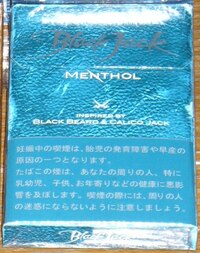 Black Jack
MENTHOL
INSPIRED BY
BLACK BEARD & CALICO JACK
妊娠中の喫煙は、胎児の発育障害や早産の
原因の一つとなります。
たばこの煙は、あなたの周りの人、特に
乳幼児、子供、お年寄りなどの健康に悪影
響を及ぼします。喫煙の際には、周りの人
の迷惑にならないように注意しましょう。
Black Jack